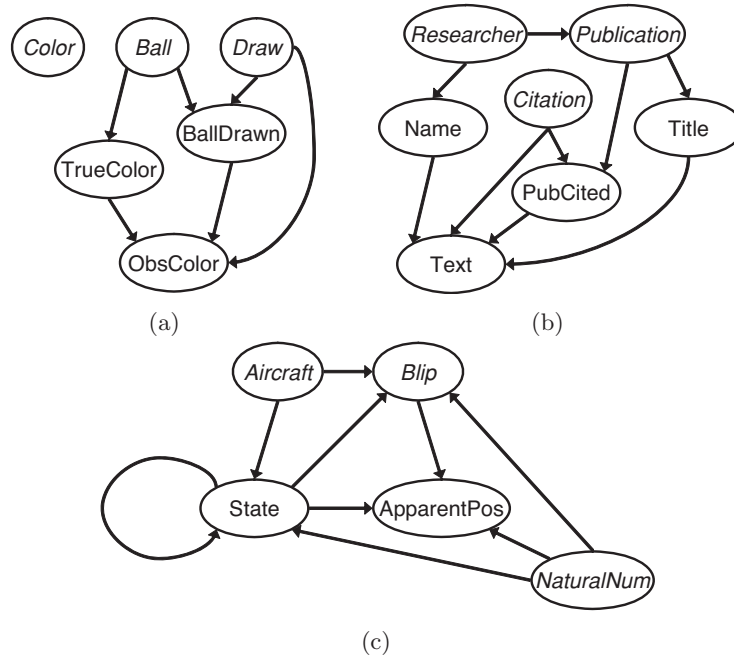 Color Ball Draw
BallDrawn
TrueColor
ObsColor
(a)
Researcher Publication
Citation
Name Title
PubCited
Text
(b)
Aircraft Blip
State ApparentPos
NaturalNum
(c)